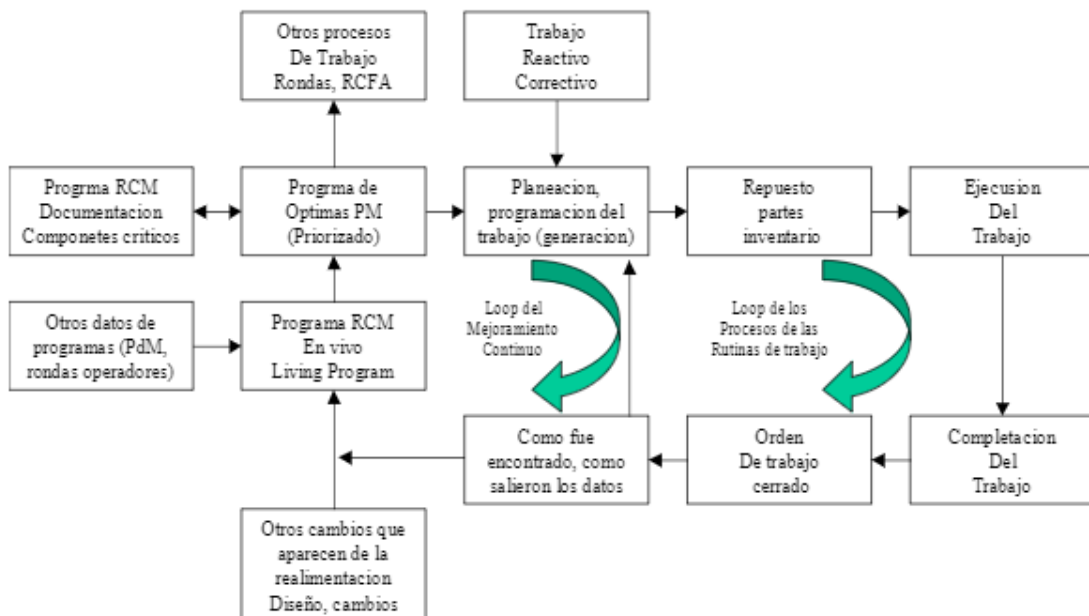 Otros procesos
De Trabajo
Rondas, RCFA
Trabajo
Reactivo
Correctivo
Progrma RCM
Documentacion
Componetes criticos
Progrma de
Optimas PM
(Priorizado)
Planeacion,
programacion del
trabajo (generacion)
Repuesto
partes
inventario
Ejecusion
Del
Trabajo
Otros datos de
programas (PdM,
rondas operadores)
Programa RCM
En vivo
Living Program
Loop del
Mejoramiento
Continuo
Loop de los
Procesos de las
Rutinas de trabajo
Como fue
encontrado, como
salieron los datos
Orden
De trabajo
cerrado
Completacion
Del
Trabajo
Otros cambios que
aparecen de la
realimentacion
Diseño, cambios